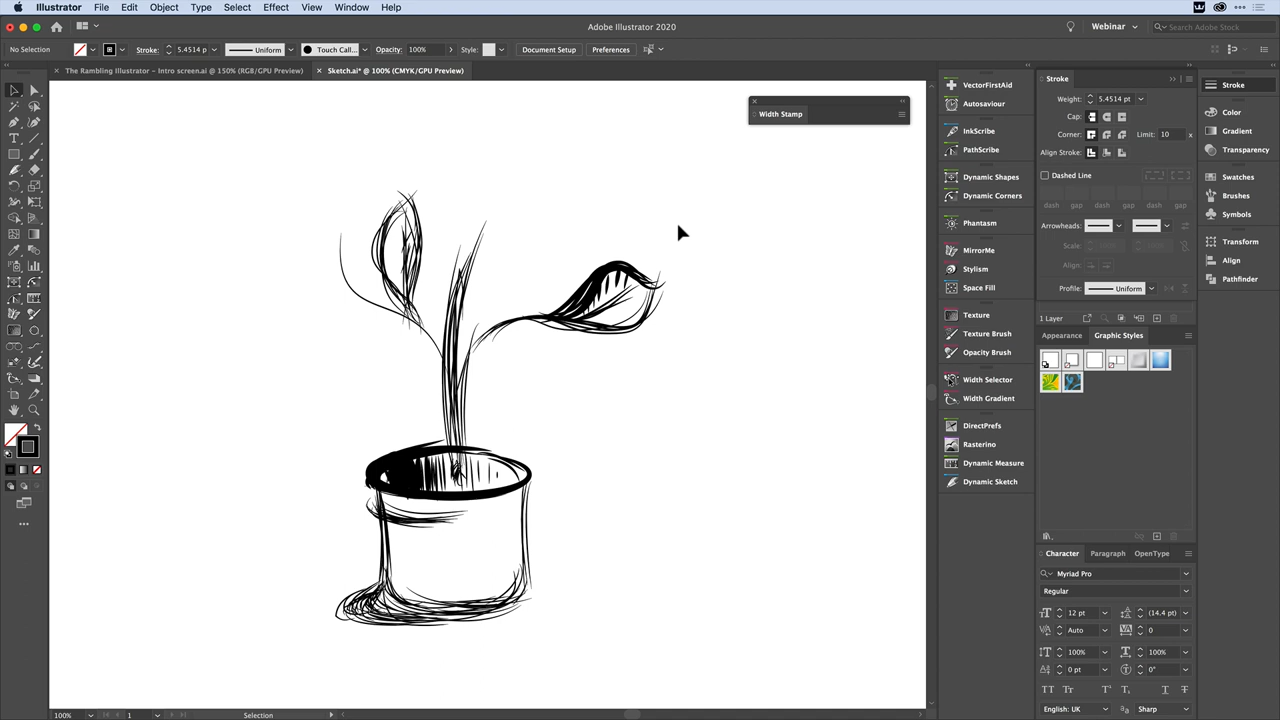 Illustrator File Edit Object Type Select Effect View Window Help
Adobe Illustrator 2020
Webinar
Search Adobe Stock
No Selection
Stroke:
5.4514 p
Uniform
Touch Call...
Opacity:
100%
Style:
Document Setup
Preferences
The Rambling Illustrator - Intro screen.ai @ 150% (RGB/GPU Preview)
Sketch.ai* @ 100% (CMYK/GPU Preview)
Width Stamp
VectorFirstAid
Autosaviour
InkScribe
PathScribe
Dynamic Shapes
Dynamic Corners
Phantasm
MirrorMe
Stylism
Space Fill
Texture
Texture Brush
Opacity Brush
Width Selector
Width Gradient
DirectPrefs
Rasterino
Dynamic Measure
Dynamic Sketch
Stroke
Weight:
5.4514 pt
Cap:
Corner:
Limit:
10
x
Align Stroke:
Dashed Line
dash gap dash gap dash gap
Arrowheads:
Scale:
100%
100%
Align:
Profile:
Uniform
1 Layer
Appearance
Graphic Styles
Character
Paragraph
OpenType
Myriad Pro
Regular
12 pt
(14.4 pt)
Auto
0
100%
100%
0 pt
0°
English: UK
Sharp
Stroke
Color
Gradient
Transparency
Swatches
Brushes
Symbols
Transform
Align
Pathfinder
100%
1
Selection